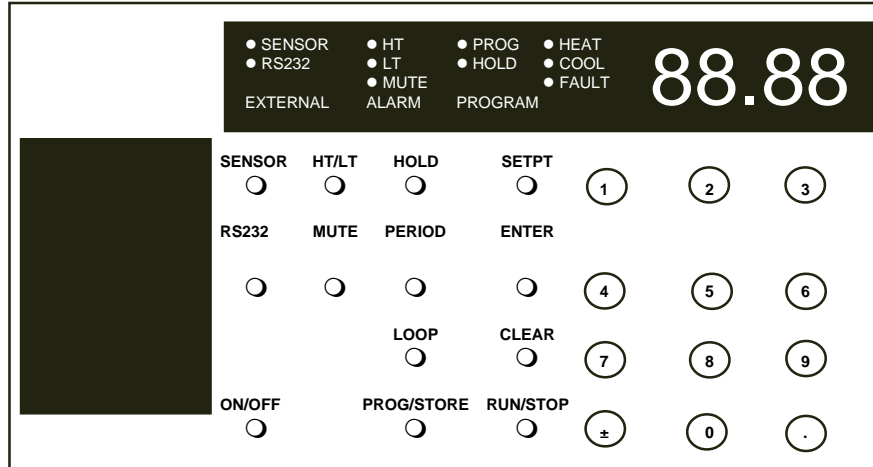 ● SENSOR ● HT ● PROG ● HEAT
● RS232 ● LT ● HOLD ● COOL
● MUTE ● FAULT
EXTERNAL ALARM PROGRAM
88.88
SENSOR HT/LT HOLD SETPT
1 2 3
RS232 MUTE PERIOD ENTER
4 5 6
LOOP CLEAR
7 8 9
ON/OFF PROG/STORE RUN/STOP
± 0 .